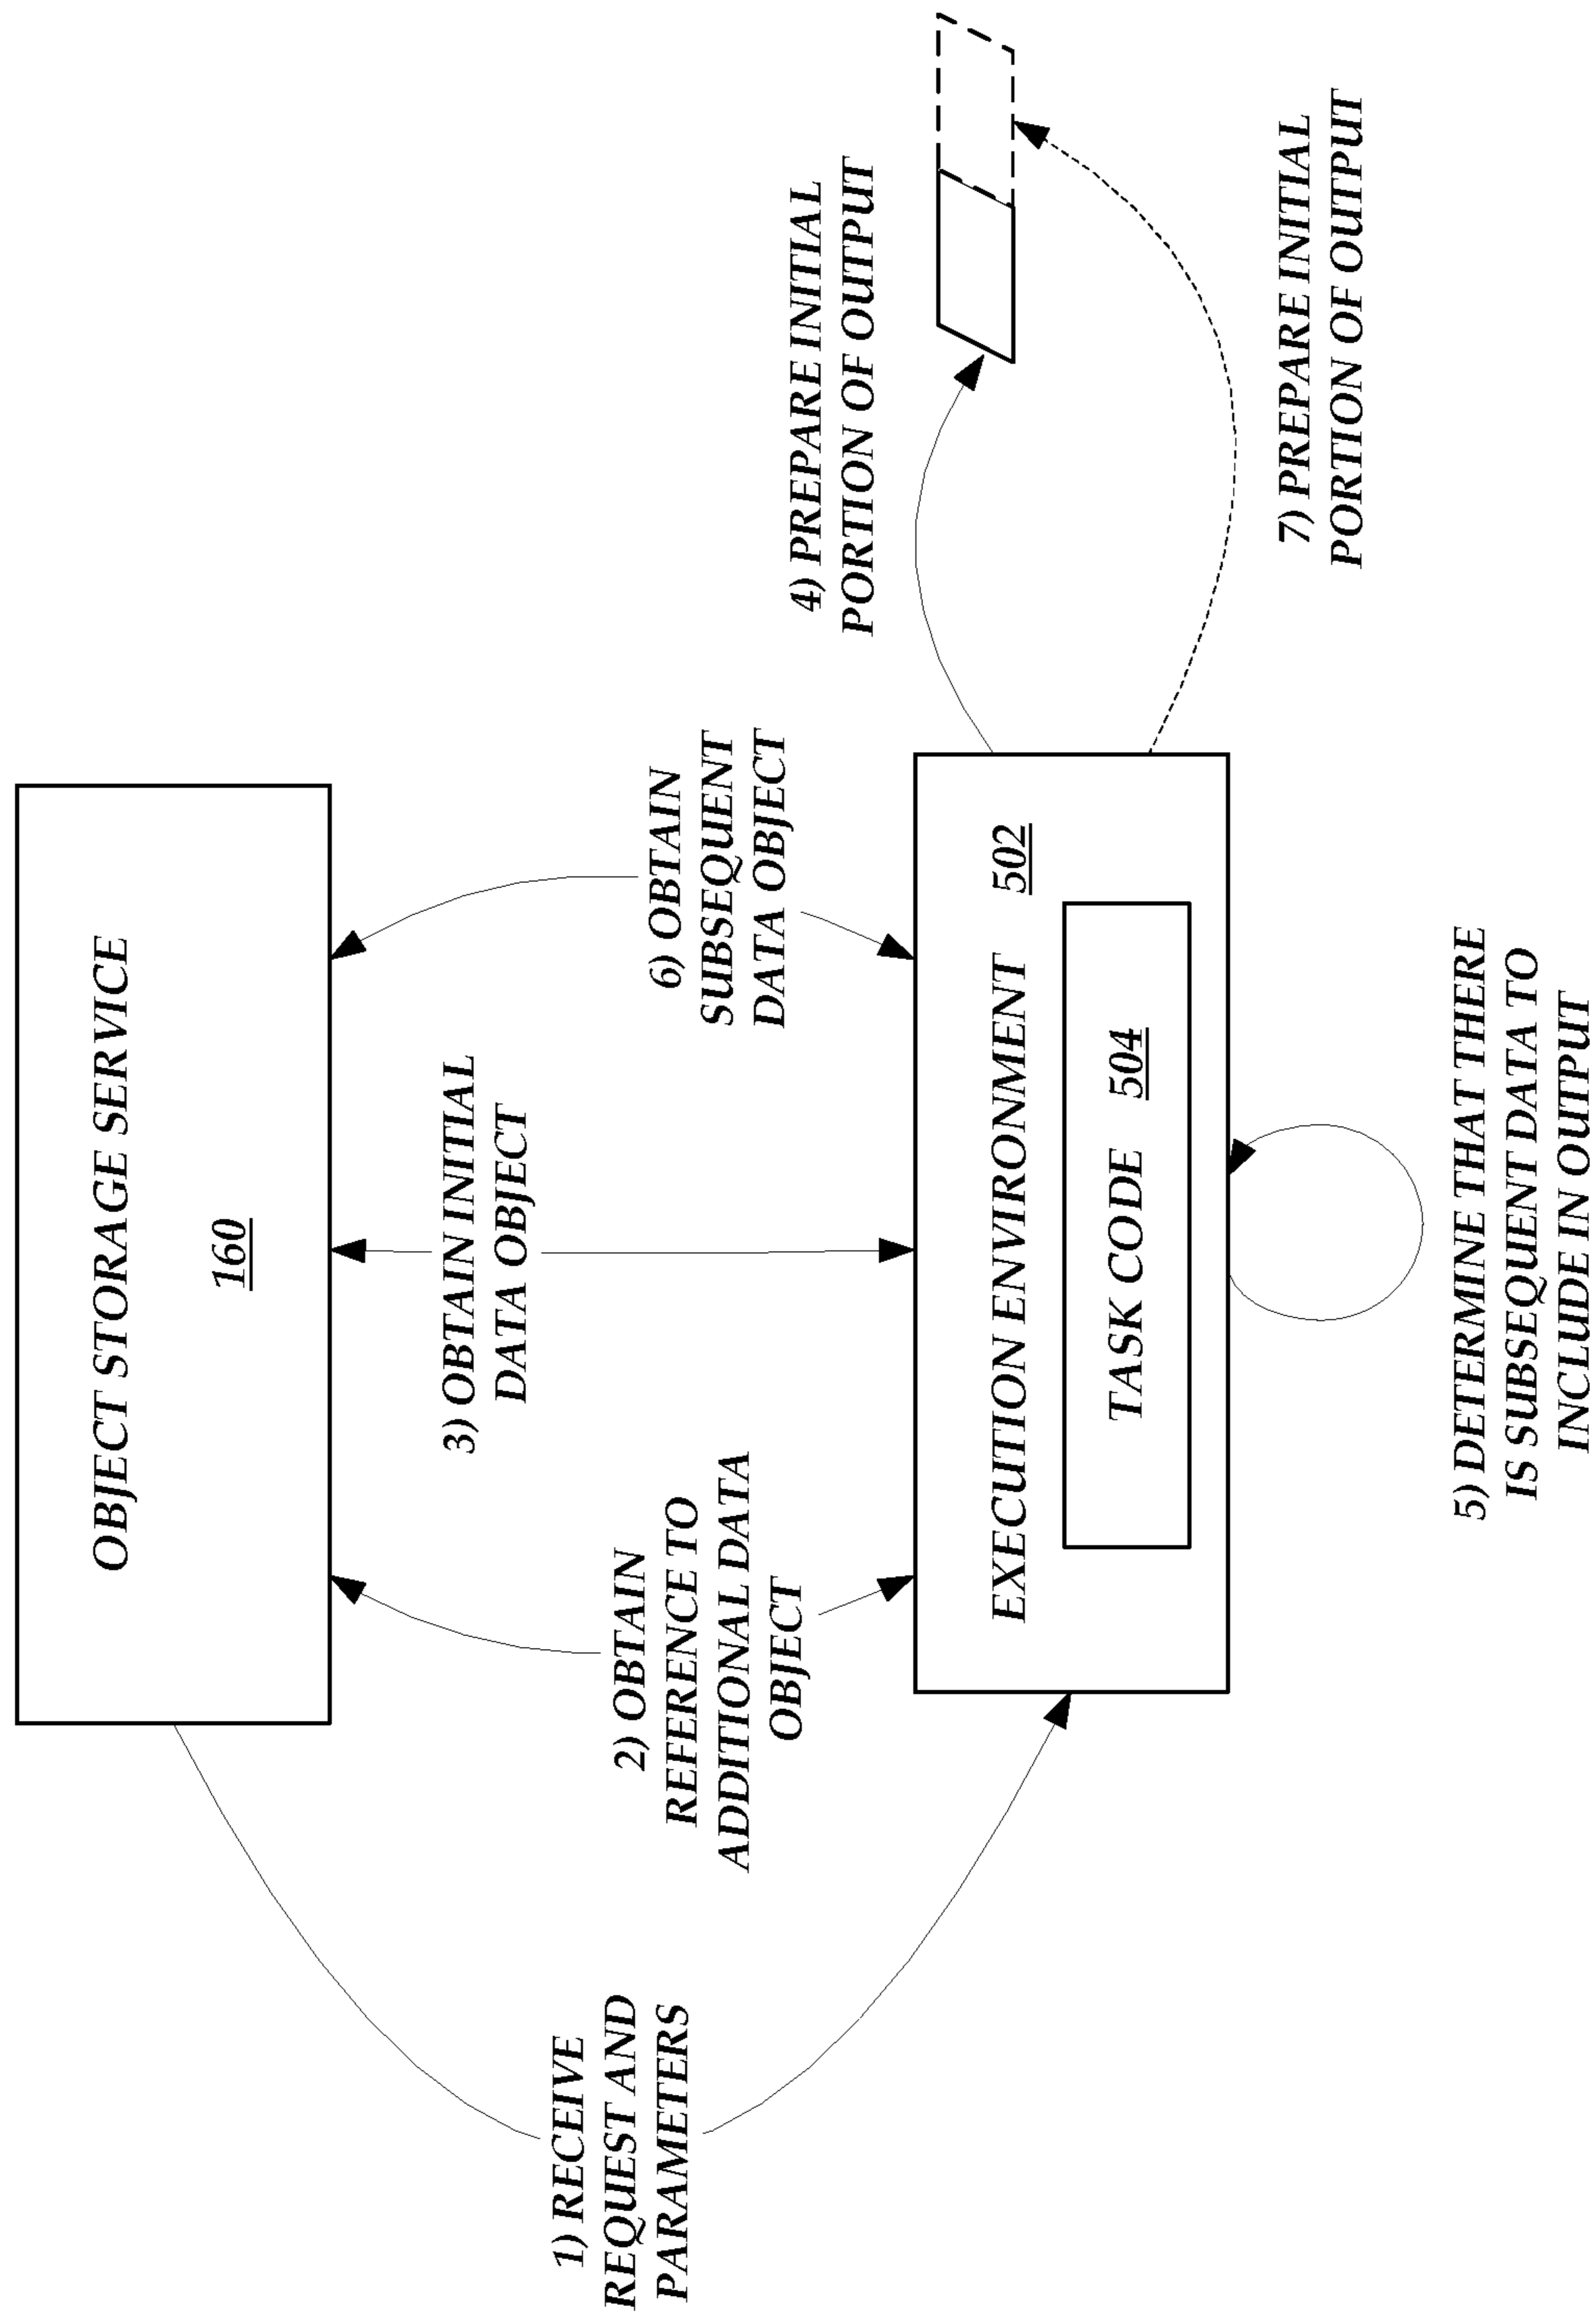 OBJECT STORAGE SERVICE
160
1) RECEIVE
REQUEST AND
PARAMETERS
2) OBTAIN
REFERENCE TO
ADDITIONAL DATA
OBJECT
3) OBTAIN INITIAL
DATA OBJECT
6) OBTAIN
SUBSEQUENT
DATA OBJECT
4) PREPARE INITIAL
PORTION OF OUTPUT
EXECUTION ENVIRONMENT 502
TASK CODE 504
7) PREPARE INITIAL
PORTION OF OUTPUT
5) DETERMINE THAT THERE
IS SUBSEQUENT DATA TO
INCLUDE IN OUTPUT